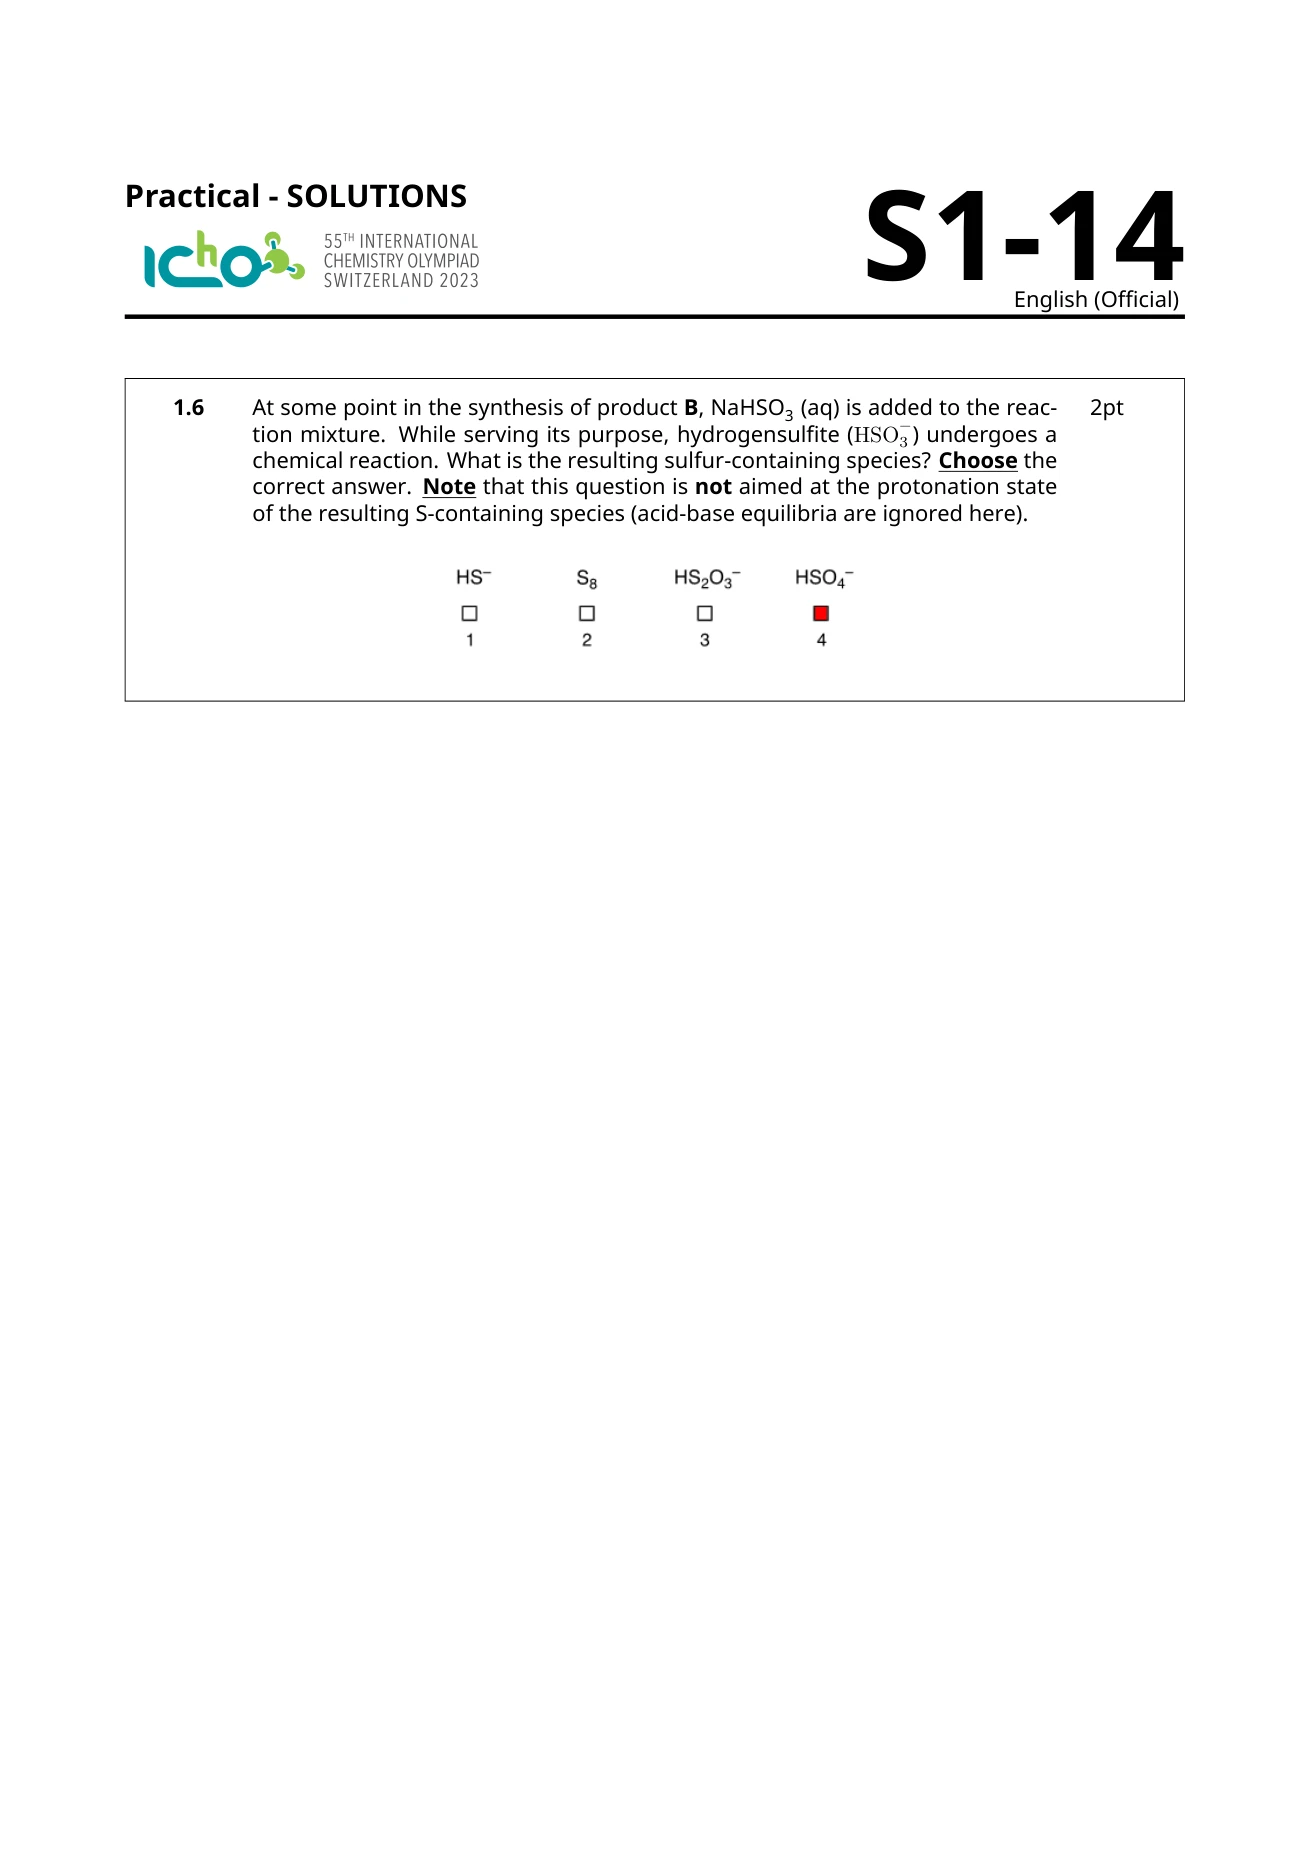 Practical - SOLUTIONS
S1-14
IChO
55TH INTERNATIONAL
CHEMISTRY OLYMPIAD
SWITZERLAND 2023
English (Official)
1.6 At some point in the synthesis of product B, NaHSO3 (aq) is added to the reac- 2pt
tion mixture. While serving its purpose, hydrogensulfite (HSO3−) undergoes a
chemical reaction. What is the resulting sulfur-containing species? Choose the
correct answer. Note that this question is not aimed at the protonation state
of the resulting S-containing species (acid-base equilibria are ignored here).
HS− S8 HS2O3− HSO4−
1 2 3 4